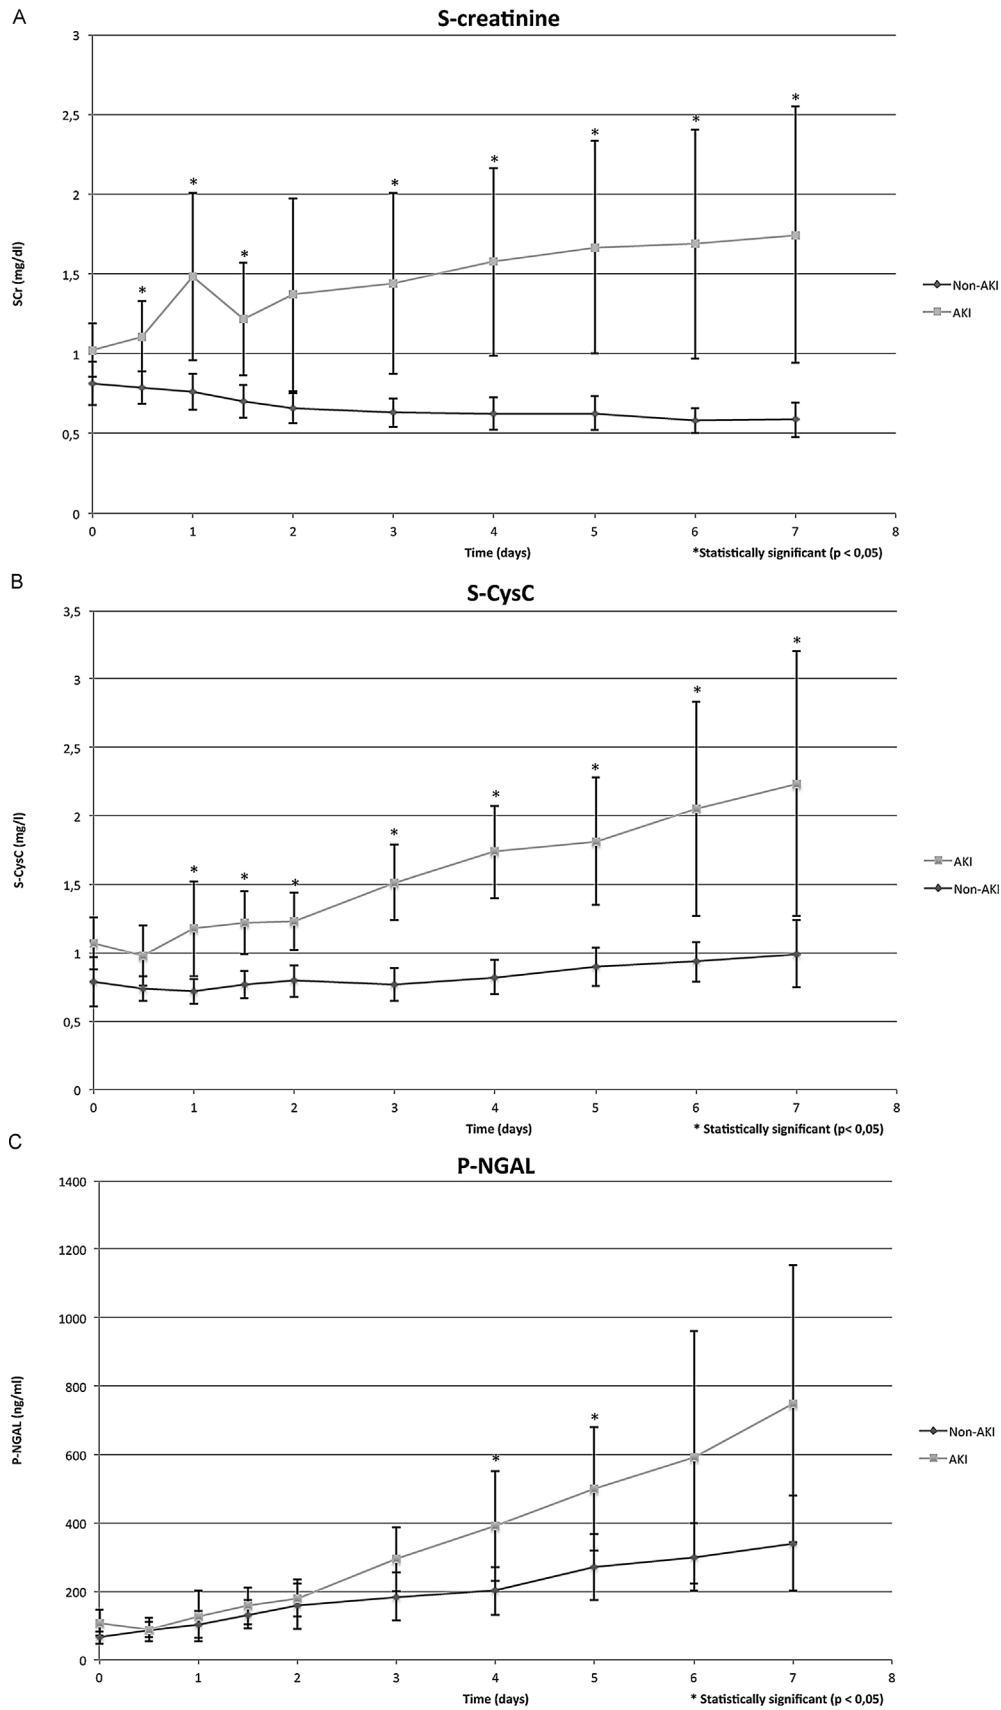 A
S-creatinine
3
2,5
2
1,5
1
0,5
0
SCr (mg/dl)
* * * * * * * *
Non-AKI
AKI
0 1 2 3 4 5 6 7 8
Time (days)
*Statistically significant (p < 0,05)
B
S-CysC
3,5
3
2,5
2
1,5
1
0,5
0
S-CysC (mg/l)
* * * * * * * *
AKI
Non-AKI
0 1 2 3 4 5 6 7 8
Time (days)
* Statistically significant (p< 0,05)
C
P-NGAL
1400
1200
1000
800
600
400
200
0
P-NGAL (ng/ml)
* *
Non-AKI
AKI
0 1 2 3 4 5 6 7 8
Time (days)
* Statistically significant (p < 0,05)